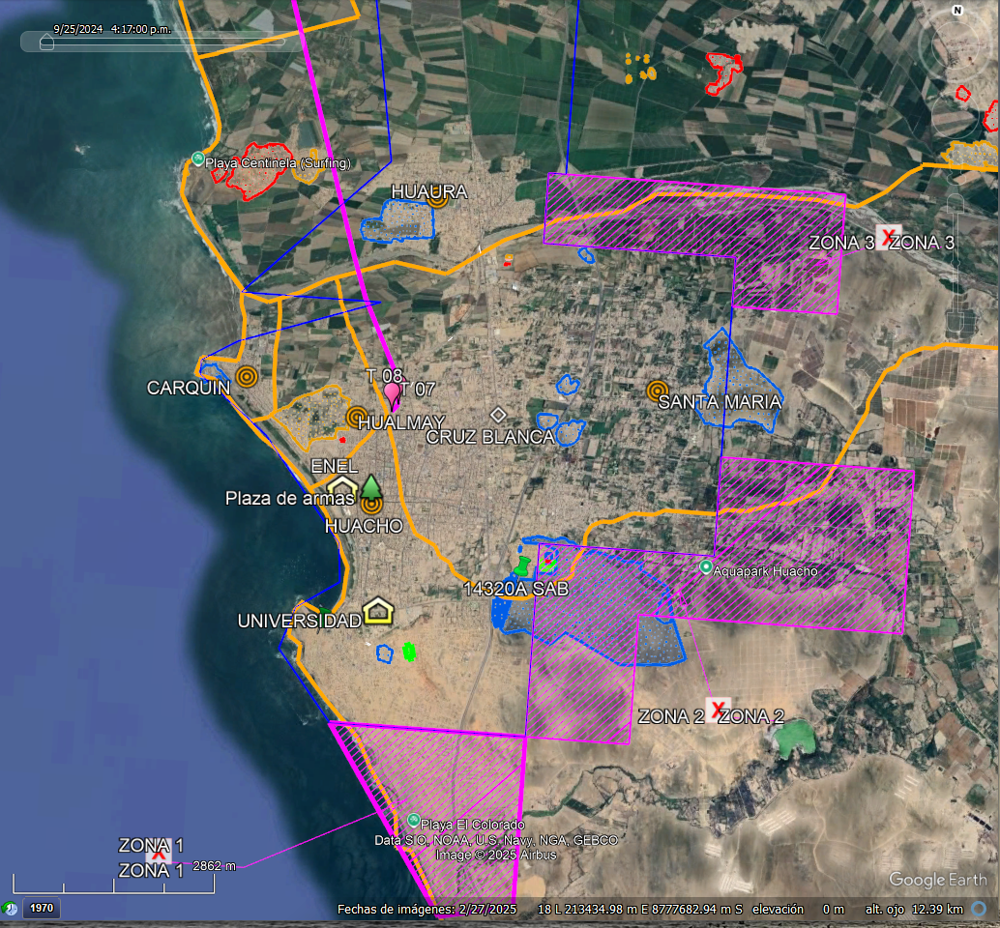 N
9/25/2024 4:17:00 p.m.
Playa Centinela (Surfing)
HUAURA
ZONA 3
ZONA 3
T 08
T 07
CARQUIN
SANTA MARIA
HUALMAY
CRUZ BLANCA
ENEL
Plaza de armas
HUACHO
Aquapark Huacho
14320A SAB
UNIVERSIDAD
ZONA 2
ZONA 2
Playa El Colorado
Data SIO, NOAA, U.S. Navy, NGA, GEBCO
Image © 2025 Airbus
ZONA 1
ZONA 1
2862 m
Google Earth
1970
Fechas de imágenes: 2/27/2025 18 L 213434.98 m E 8777682.94 m S elevación 0 m alt. ojo 12.39 km